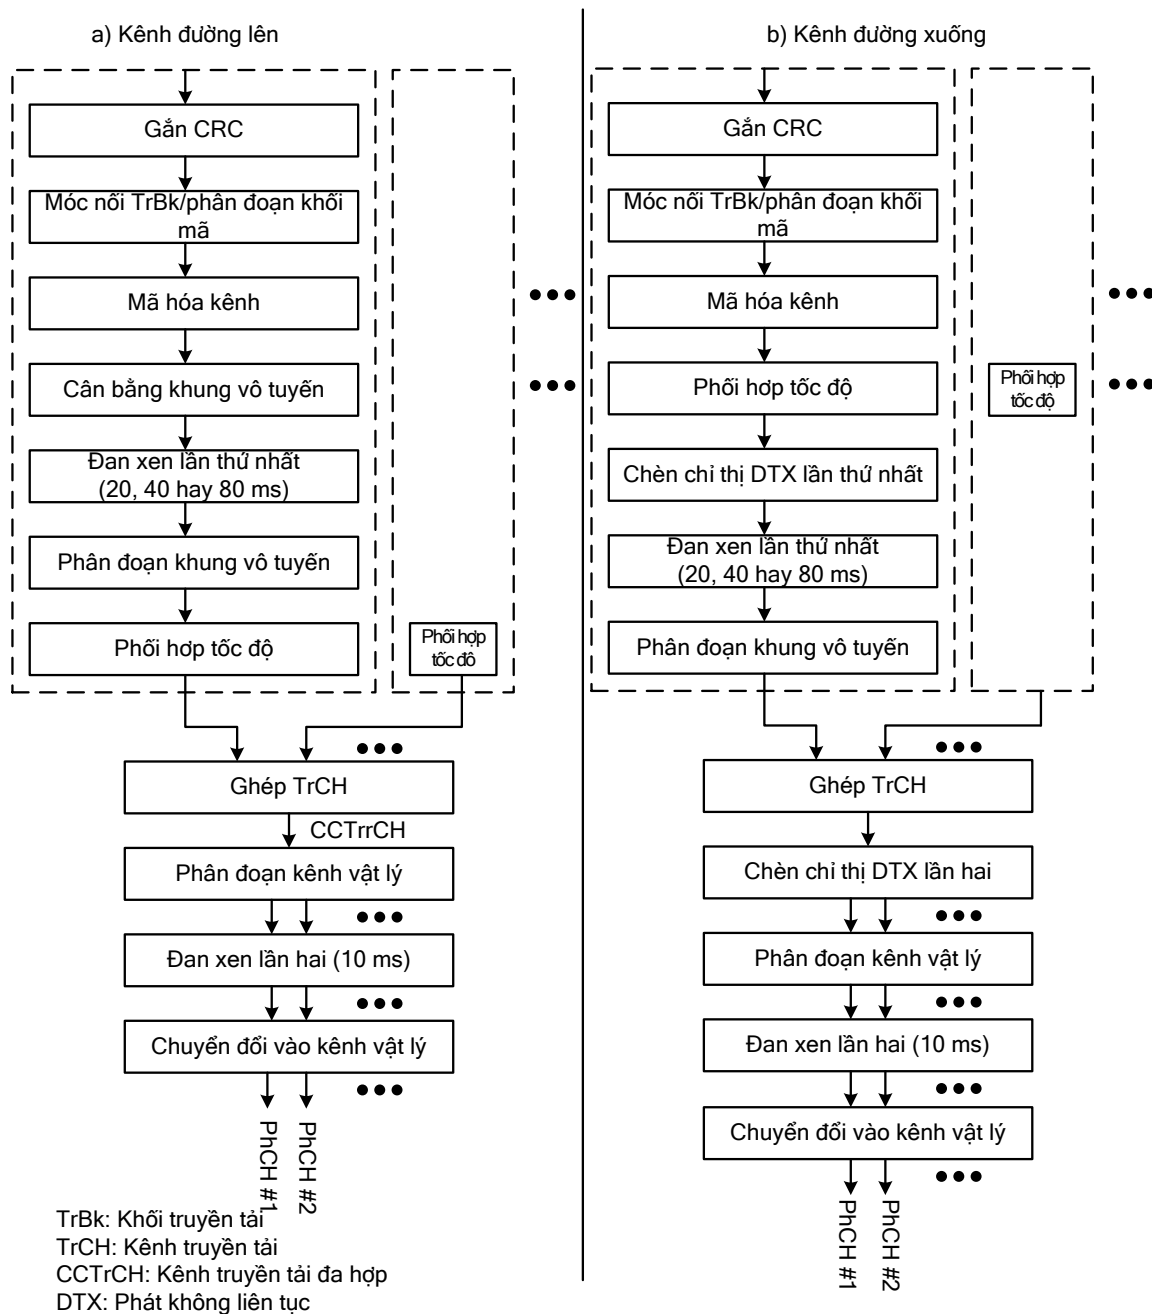 a) Kênh đường lên
Gắn CRC
Móc nối TrBk/phân đoạn khối
mã
Mã hóa kênh
Cân bằng khung vô tuyến
Đan xen lần thứ nhất
(20, 40 hay 80 ms)
Phân đoạn khung vô tuyến
Phối hơp tốc độ
Phối hợp
tốc đô
Ghép TrCH
CCTrrCH
Phân đoạn kênh vật lý
Đan xen lần hai (10 ms)
Chuyển đổi vào kênh vật lý
PhCH #1
PhCH #2
TrBk: Khối truyền tải
TrCH: Kênh truyền tải
CCTrCH: Kênh truyền tải đa hợp
DTX: Phát không liên tục
b) Kênh đường xuống
Gắn CRC
Móc nối TrBk/phân đoạn khối
mã
Mã hóa kênh
Phối hơp tốc độ
Chèn chỉ thị DTX lần thứ nhất
Đan xen lần thứ nhất
(20, 40 hay 80 ms)
Phân đoạn khung vô tuyến
Phối hợp
tốc độ
Ghép TrCH
Chèn chỉ thị DTX lần hai
Phân đoạn kênh vật lý
Đan xen lần hai (10 ms)
Chuyển đổi vào kênh vật lý
PhCH #1
PhCH #2